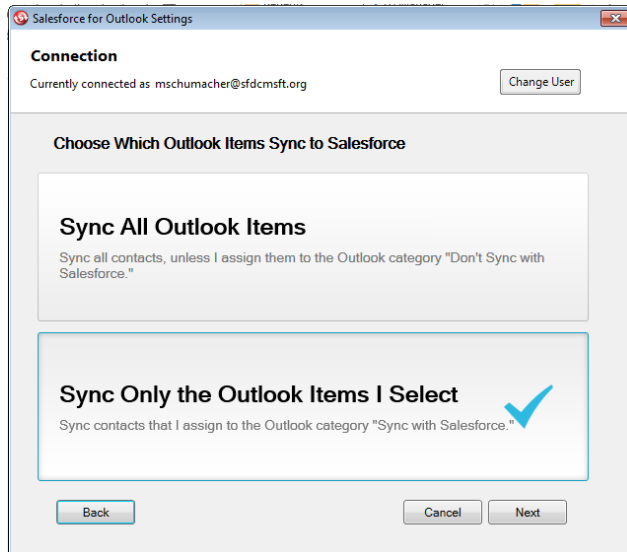 Salesforce for Outlook Settings
Connection
Currently connected as mschumacher@sfdcmsft.org
Change User
Choose Which Outlook Items Sync to Salesforce
Sync All Outlook Items
Sync all contacts, unless I assign them to the Outlook category "Don't Sync with
Salesforce."
Sync Only the Outlook Items I Select
Sync contacts that I assign to the Outlook category "Sync with Salesforce."
Back
Cancel
Next